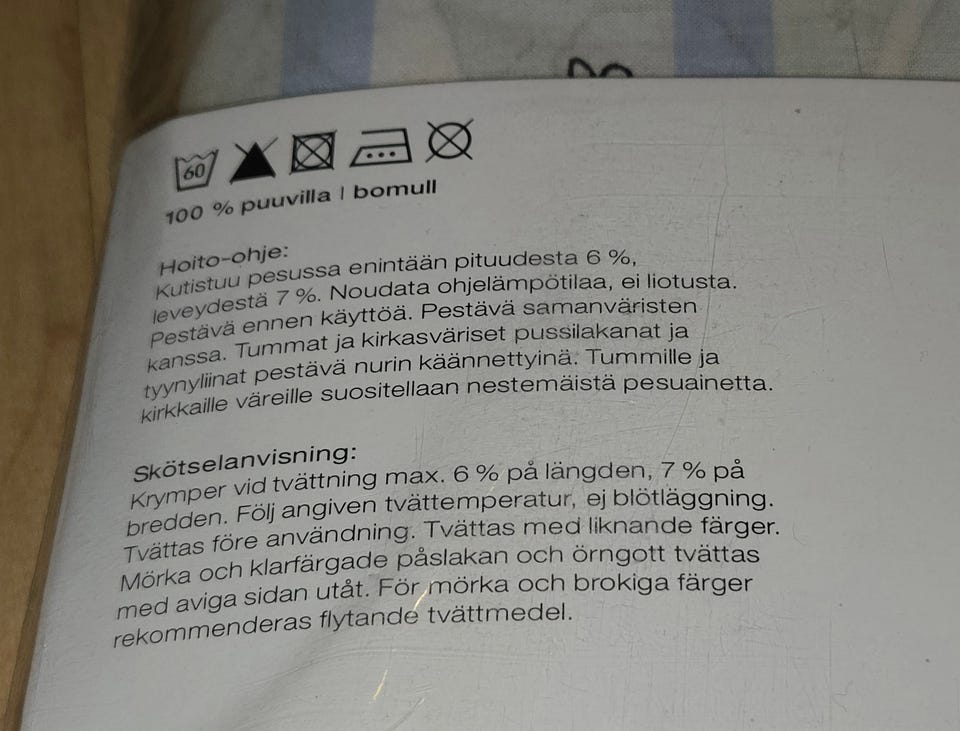 60
100 % puuvilla | bomull
Hoito-ohje:
Kutistuu pesussa enintään pituudesta 6 %,
leveydestä 7 %. Noudata ohjelämpötilaa, ei liotusta.
Pestävä ennen käyttöä. Pestävä samanväristen
kanssa. Tummat ja kirkasväriset pussilakanat ja
tyynyliinat pestävä nurin käännettyinä. Tummille ja
kirkkaille väreille suositellaan nestemäistä pesuainetta.
Skötselanvisning:
Krymper vid tvättning max. 6 % på längden, 7 % på
bredden. Följ angiven tvättemperatur, ej blötläggning.
Tvättas före användning. Tvättas med liknande färger.
Mörka och klarfärgade påslakan och örngott tvättas
med aviga sidan utåt. För mörka och brokiga färger
rekommenderas flytande tvättmedel.